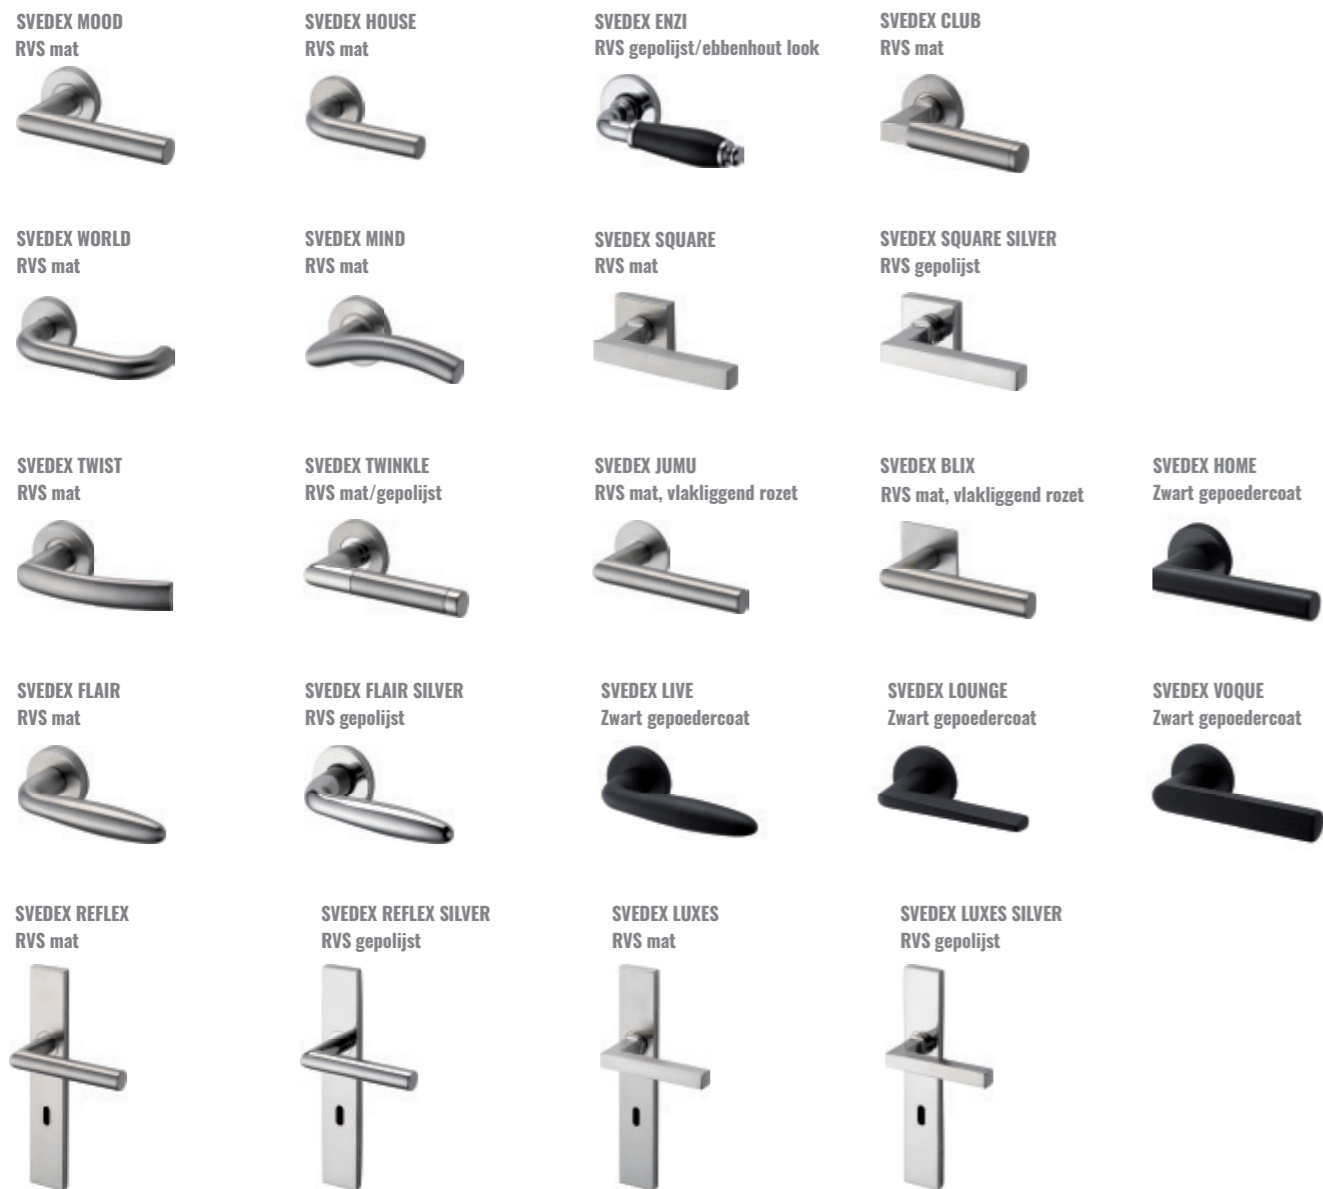 SVEDEX MOOD
RVS mat
SVEDEX HOUSE
RVS mat
SVEDEX ENZI
RVS gepolijst/ebbenhout look
SVEDEX CLUB
RVS mat
SVEDEX WORLD
RVS mat
SVEDEX MIND
RVS mat
SVEDEX SQUARE
RVS mat
SVEDEX SQUARE SILVER
RVS gepolijst
SVEDEX TWIST
RVS mat
SVEDEX TWINKLE
RVS mat/gepolijst
SVEDEX JUMU
RVS mat, vlakliggend rozet
SVEDEX BLIX
RVS mat, vlakliggend rozet
SVEDEX HOME
Zwart gepoedercoat
SVEDEX FLAIR
RVS mat
SVEDEX FLAIR SILVER
RVS gepolijst
SVEDEX LIVE
Zwart gepoedercoat
SVEDEX LOUNGE
Zwart gepoedercoat
SVEDEX VOQUE
Zwart gepoedercoat
SVEDEX REFLEX
RVS mat
SVEDEX REFLEX SILVER
RVS gepolijst
SVEDEX LUXES
RVS mat
SVEDEX LUXES SILVER
RVS gepolijst